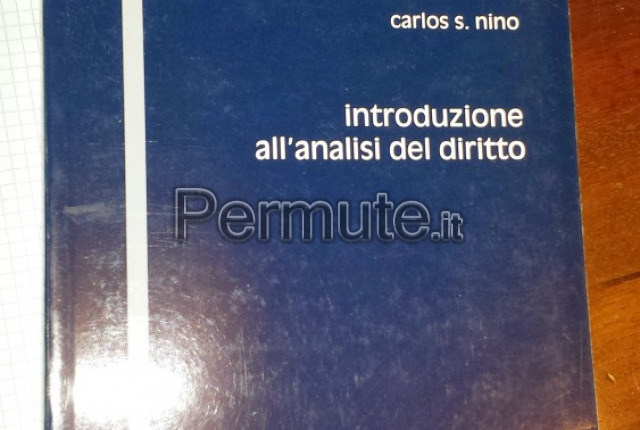 carlos s. nino
introduzione
all'analisi del diritto
Permute.it